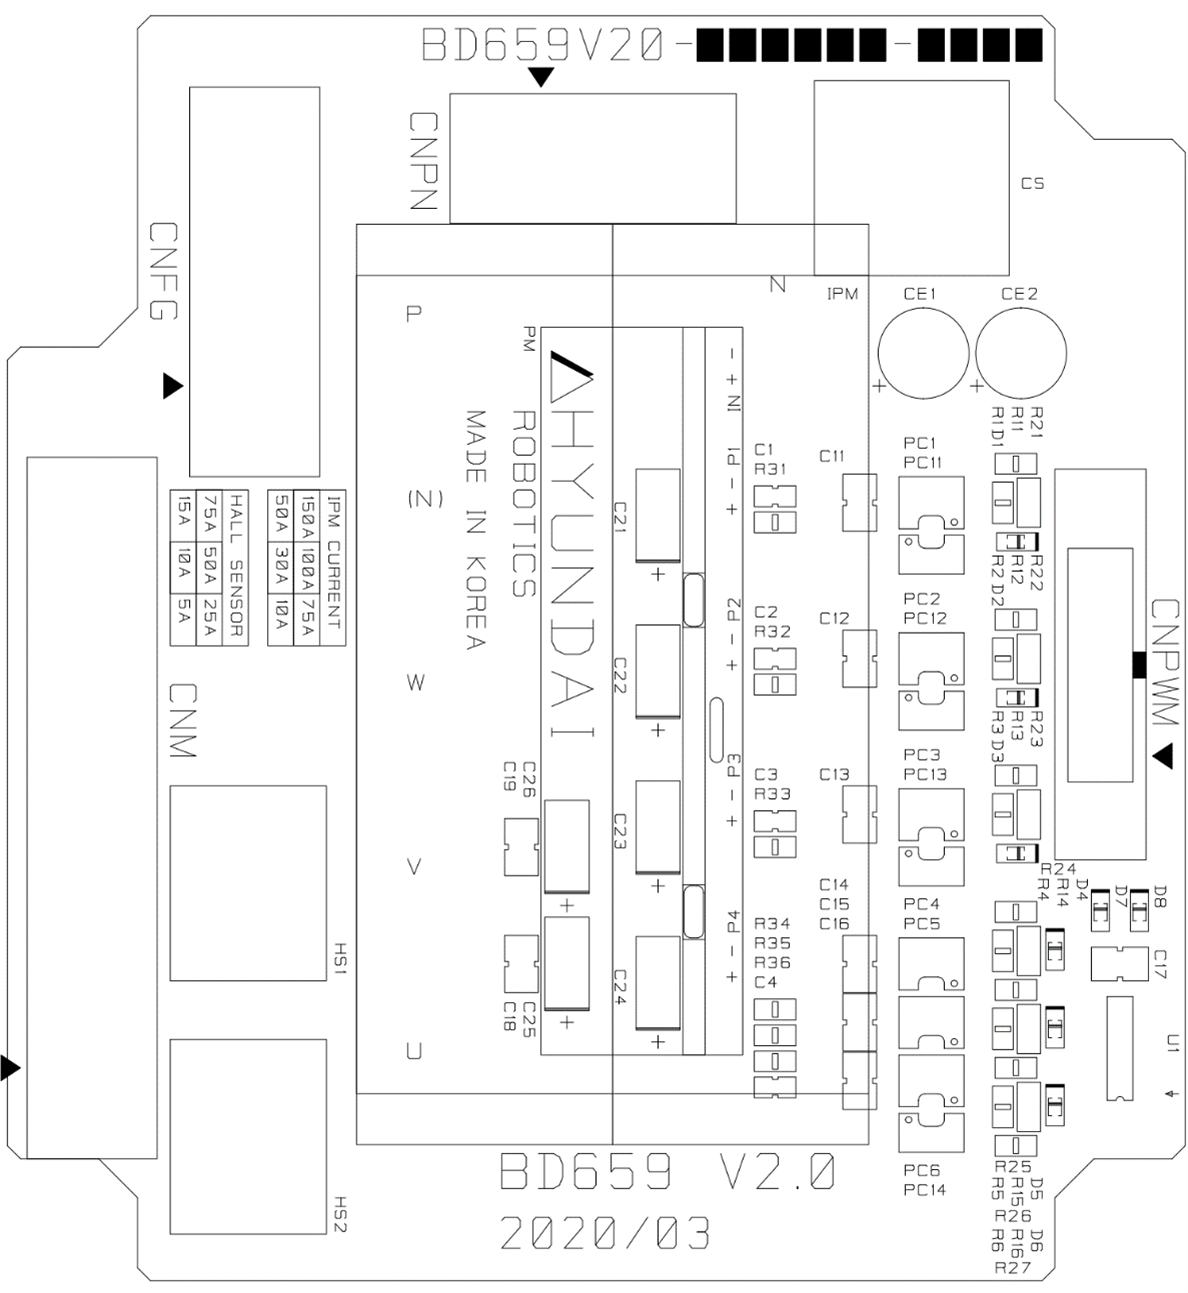 BD659V20-■■■■■■-■■■■
CNPN
CS
CNFG
N
IPM
CE1
CE2
P
PM
+
+
- + IN
HYUNDAI
ROBOTICS
MADE IN KOREA
R1
D1
R11
R21
C1
R31
P1 - +
C11
PC1
PC11
(N)
C21
+
IPM CURRENT
150A 100A 75A
50A 30A 10A
HALL SENSOR
75A 50A 25A
15A 10A 5A
R2
D2
R12
R22
C2
R32
P2 - +
C12
PC2
PC12
CNPWM
C22
+
W
CNM
R3
D3
R13
R23
C3
R33
P3 - +
C13
PC3
PC13
C26
C19
C23
+
V
+
R24
R4
R14
D4
D7
D8
C14
C15
C16
PC4
PC5
R34
R35
R36
C4
P4 - +
HS1
C17
C24
+
C25
C18
+
U
U1
BD659 V2.0
2020/03
PC6
PC14
R25
R5
R15
D5
R26
R6
R16
D6
R27
HS2